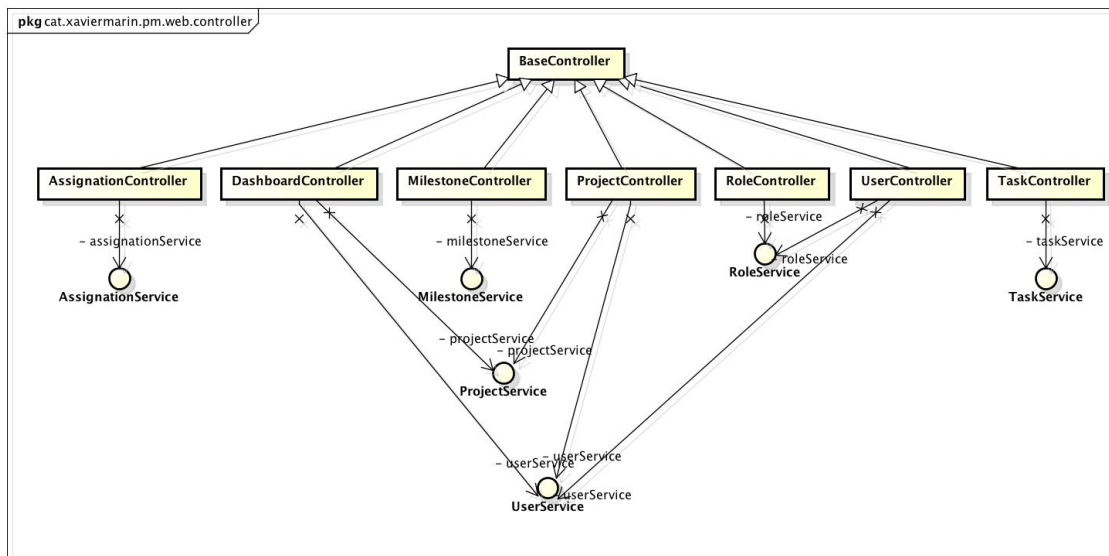 pkg cat.xaviermarin.pm.web.controller
BaseController
AssignationController DashboardController MilestoneController ProjectController RoleController UserController TaskController
- roleService
- assignationService - milestoneService - taskService
- roleService
RoleService
AssignationService MilestoneService TaskService
- projectService
- projectService
ProjectService
- userService
- userService
- userService
UserService